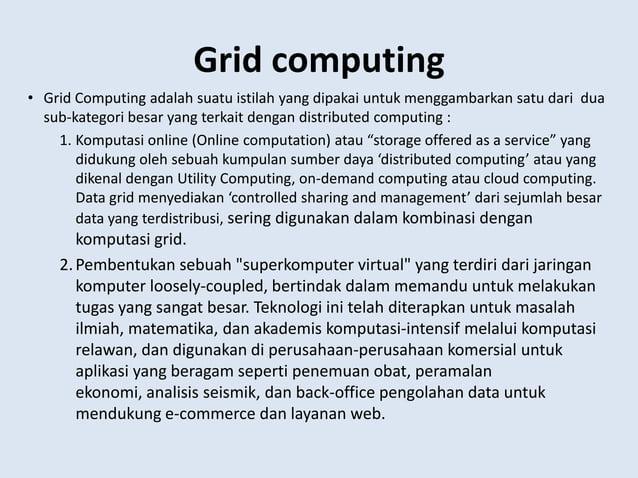 Grid computing
• Grid Computing adalah suatu istilah yang dipakai untuk menggambarkan satu dari  dua
sub-kategori besar yang terkait dengan distributed computing :
1. Komputasi online (Online computation) atau “storage offered as a service” yang
didukung oleh sebuah kumpulan sumber daya ‘distributed computing’ atau yang
dikenal dengan Utility Computing, on-demand computing atau cloud computing.
Data grid menyediakan ‘controlled sharing and management’ dari sejumlah besar
data yang terdistribusi, sering digunakan dalam kombinasi dengan
komputasi grid.
2. Pembentukan sebuah "superkomputer virtual" yang terdiri dari jaringan
komputer loosely-coupled, bertindak dalam memandu untuk melakukan
tugas yang sangat besar. Teknologi ini telah diterapkan untuk masalah
ilmiah, matematika, dan akademis komputasi-intensif melalui komputasi
relawan, dan digunakan di perusahaan-perusahaan komersial untuk
aplikasi yang beragam seperti penemuan obat, peramalan
ekonomi, analisis seismik, dan back-office pengolahan data untuk
mendukung e-commerce dan layanan web.